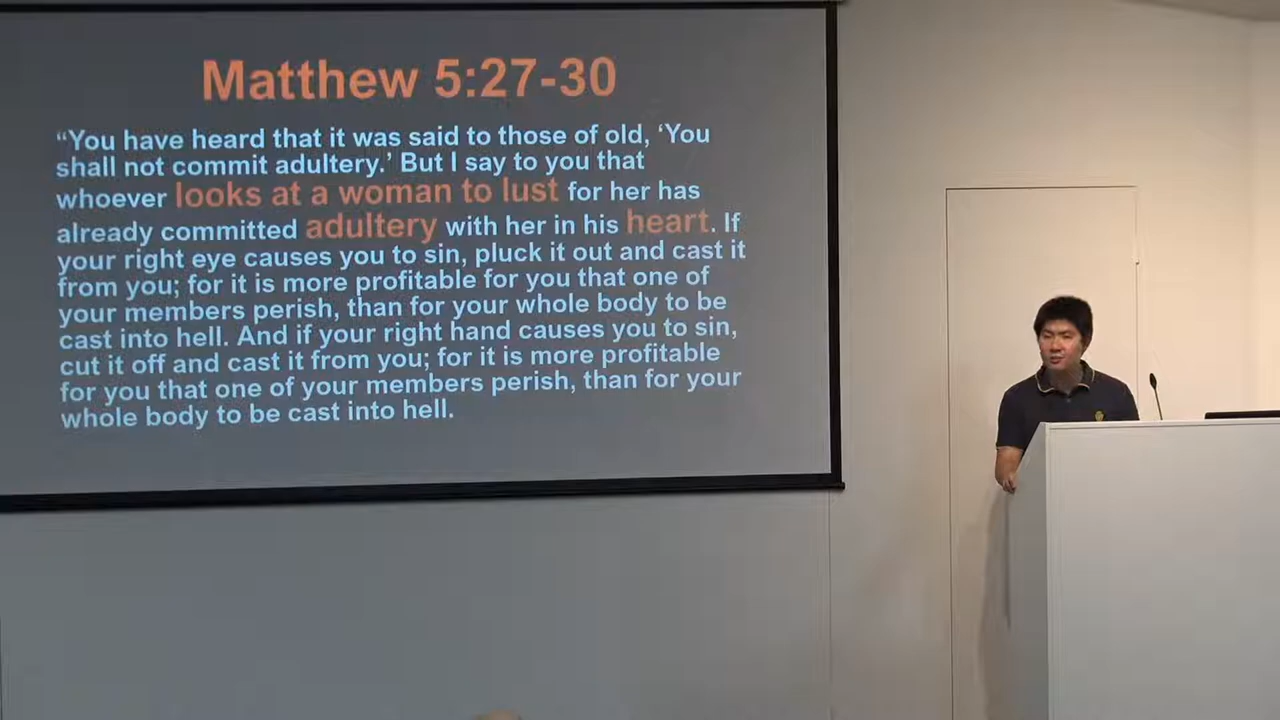 Matthew 5:27-30
“You have heard that it was said to those of old, ‘You
shall not commit adultery.’ But I say to you that
whoever looks at a woman to lust for her has
already committed adultery with her in his heart. If
your right eye causes you to sin, pluck it out and cast it
from you; for it is more profitable for you that one of
your members perish, than for your whole body to be
cast into hell. And if your right hand causes you to sin,
cut it off and cast it from you; for it is more profitable
for you that one of your members perish, than for your
whole body to be cast into hell.